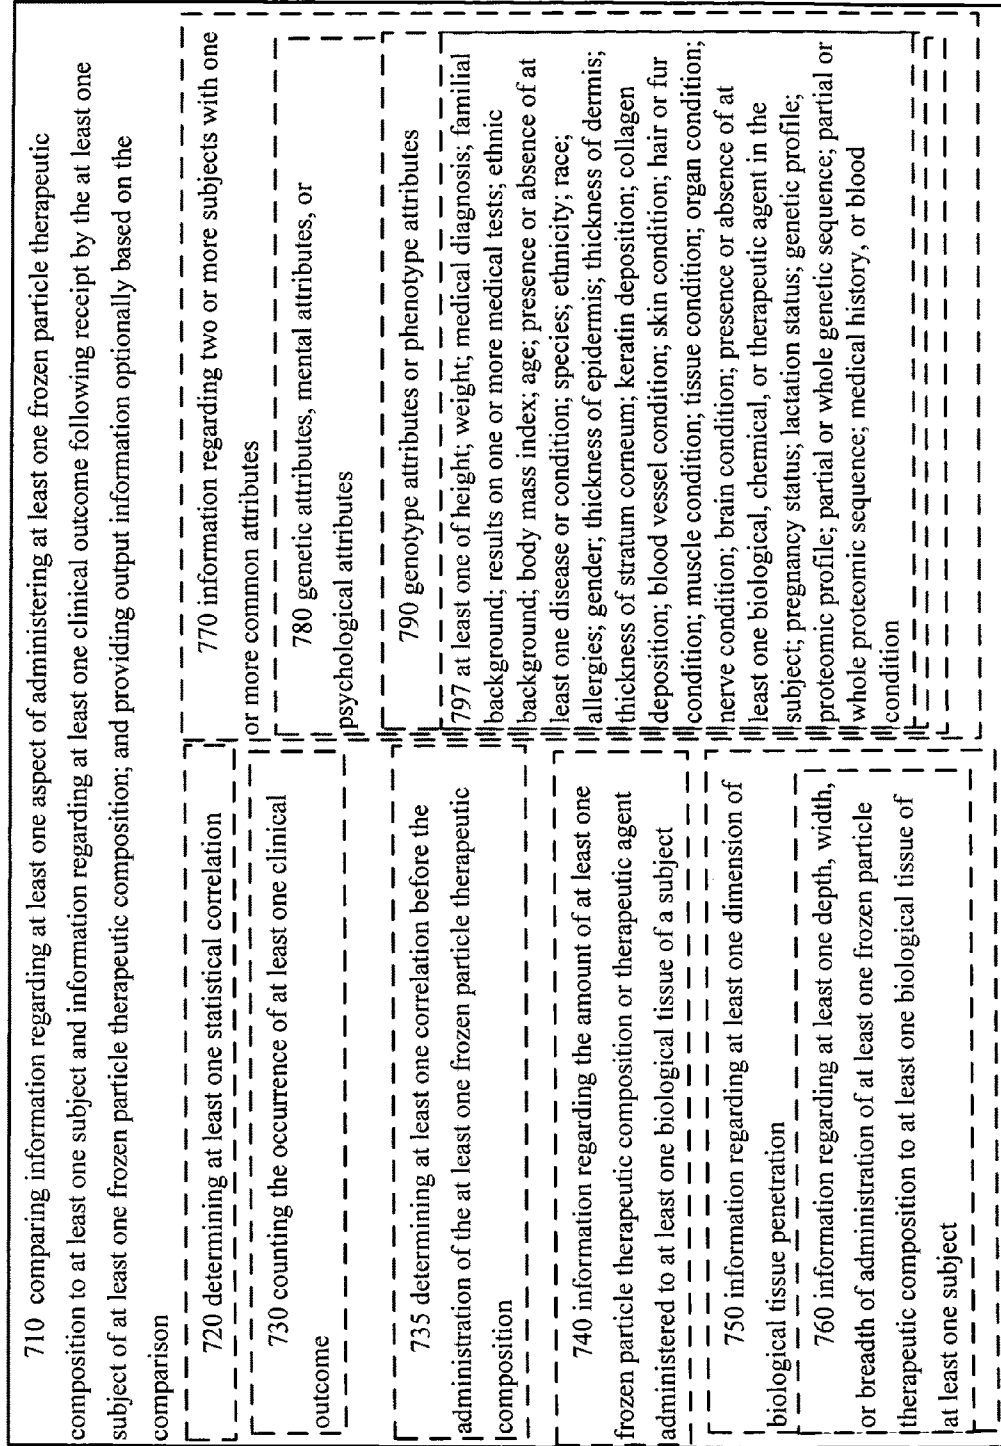 710 comparing information regarding at least one aspect of administering at least one frozen particle therapeutic
composition to at least one subject and information regarding at least one clinical outcome following receipt by the at least one
subject of at least one frozen particle therapeutic composition; and providing output information optionally based on the
comparison
720 determining at least one statistical correlation
730 counting the occurrence of at least one clinical
outcome
735 determining at least one correlation before the
administration of the at least one frozen particle therapeutic
composition
740 information regarding the amount of at least one
frozen particle therapeutic composition or therapeutic agent
administered to at least one biological tissue of a subject
750 information regarding at least one dimension of
biological tissue penetration
760 information regarding at least one depth, width,
or breadth of administration of at least one frozen particle
therapeutic composition to at least one biological tissue of
at least one subject
770 information regarding two or more subjects with one
or more common attributes
780 genetic attributes, mental attributes, or
psychological attributes
790 genotype attributes or phenotype attributes
797 at least one of height; weight; medical diagnosis; familial
background; results on one or more medical tests; ethnic
background; body mass index; age; presence or absence of at
least one disease or condition; species; ethnicity; race;
allergies; gender; thickness of epidermis; thickness of dermis;
thickness of stratum corneum; keratin deposition; collagen
deposition; blood vessel condition; skin condition; hair or fur
condition; muscle condition; tissue condition; organ condition;
nerve condition; brain condition; presence or absence of at
least one biological, chemical, or therapeutic agent in the
subject; pregnancy status; lactation status; genetic profile;
proteomic profile; partial or whole genetic sequence; partial or
whole proteomic sequence; medical history, or blood
condition